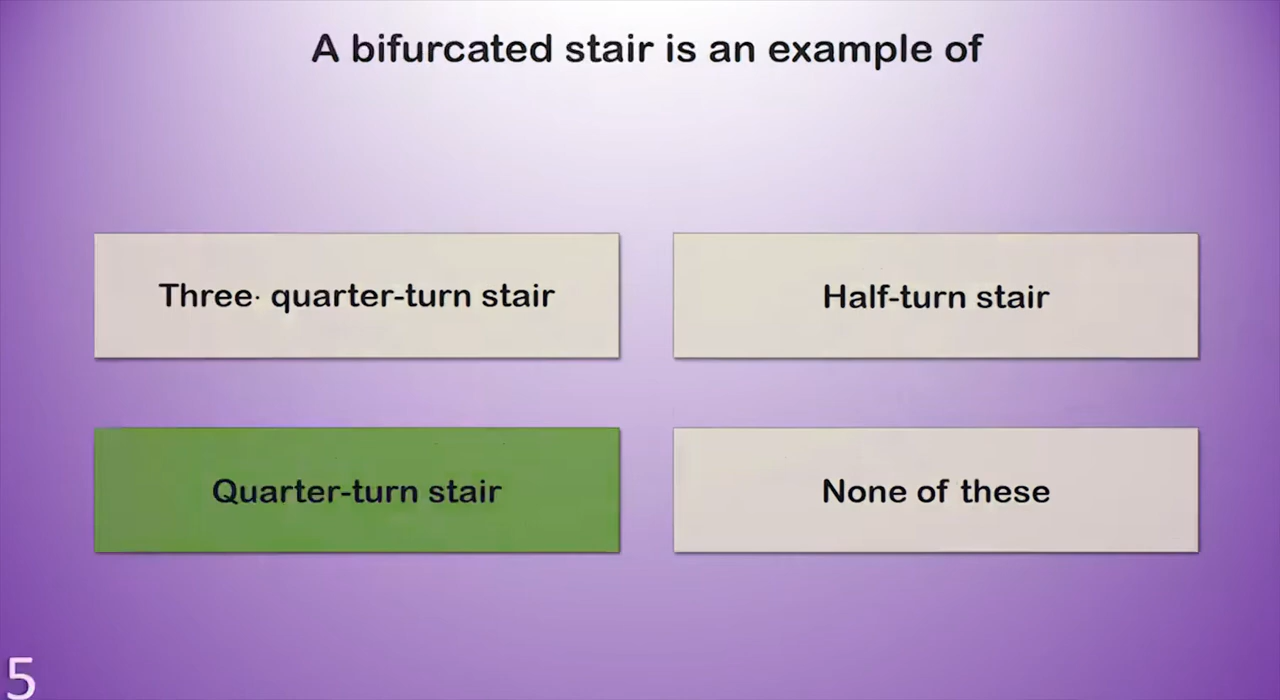 A bifurcated stair is an example of
Three· quarter-turn stair
Half-turn stair
Quarter-turn stair
None of these
5